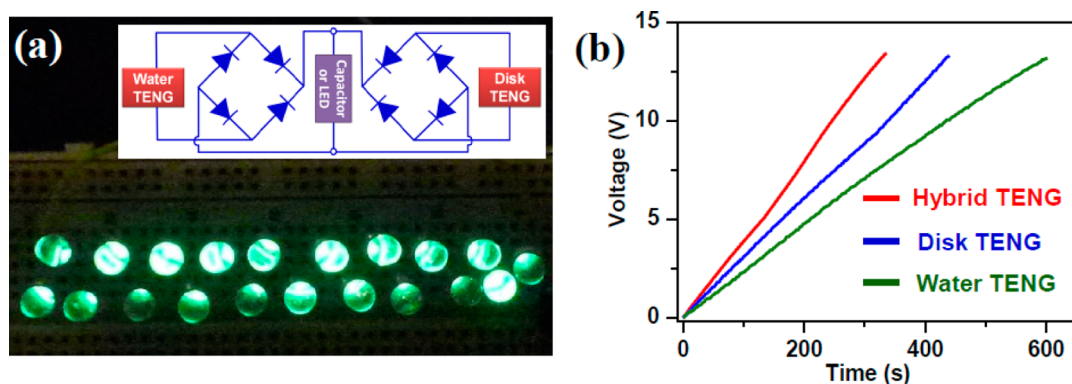 (a)
Water
TENG
Capacitor
or LED
Disk
TENG
(b)
Voltage (V)
15
10
5
0
Hybrid TENG
Disk TENG
Water TENG
0
200
400
600
Time (s)